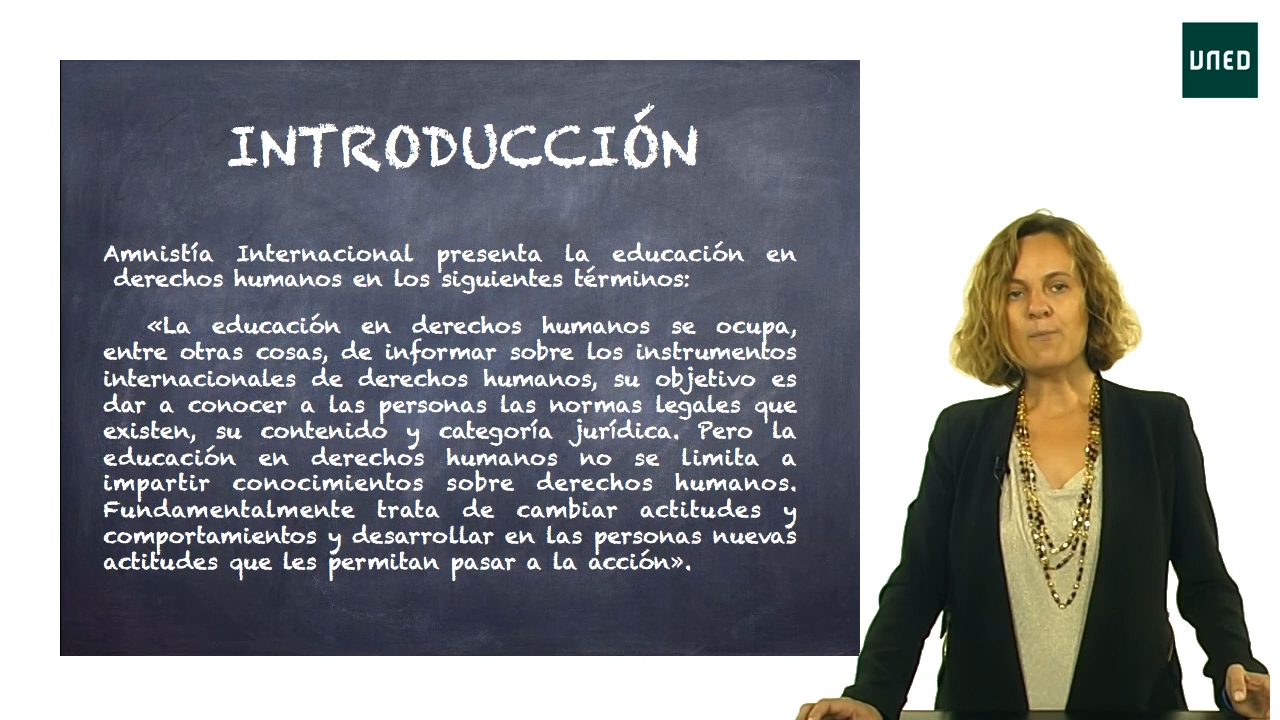 UNED
INTRODUCCIÓN
Amnistía Internacional presenta la educación en
derechos humanos en los siguientes términos:
«La educación en derechos humanos se ocupa,
entre otras cosas, de informar sobre los instrumentos
internacionales de derechos humanos, su objetivo es
dar a conocer a las personas las normas legales que
existen, su contenido y categoría jurídica. Pero la
educación en derechos humanos no se limita a
impartir conocimientos sobre derechos humanos.
Fundamentalmente trata de cambiar actitudes y
comportamientos y desarrollar en las personas nuevas
actitudes que les permitan pasar a la acción».